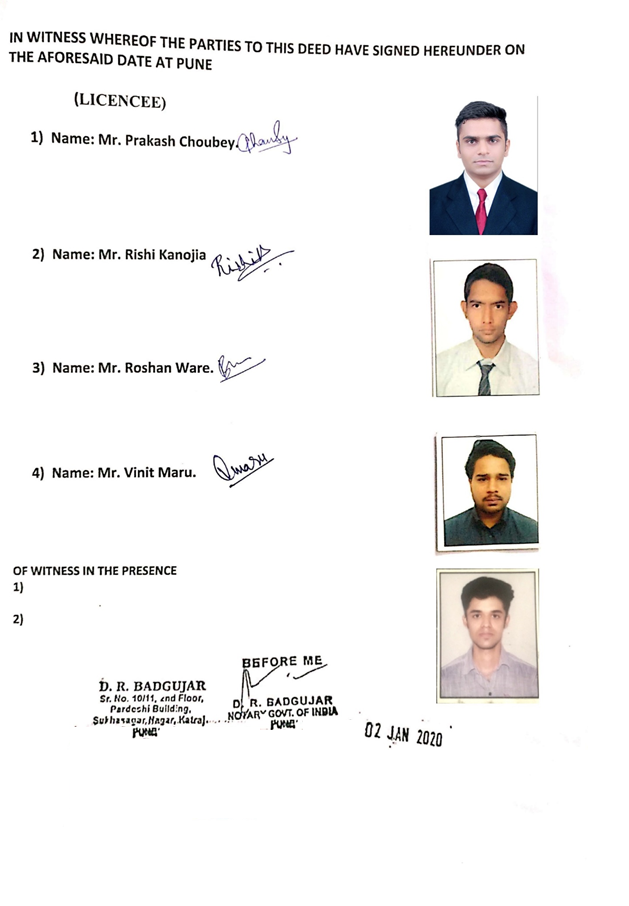 IN WITNESS WHEREOF THE PARTIES TO THIS DEED HAVE SIGNED HEREUNDER ON
THE AFORESAID DATE AT PUNE
(LICENCEE)
1) Name: Mr. Prakash Choubey.
2) Name: Mr. Rishi Kanojia
3) Name: Mr. Roshan Ware.
4) Name: Mr. Vinit Maru.
OF WITNESS IN THE PRESENCE
1)
2)
D. R. BADGUJAR
Sr. No. 10/11, 2nd Floor,
Pardeshi Building,
Sukhasagar, Nagar, Katraj.
PUNE
BEFORE ME
D. R. BADGUJAR
NOTARY GOVT. OF INDIA
PUNE
02 JAN 2020